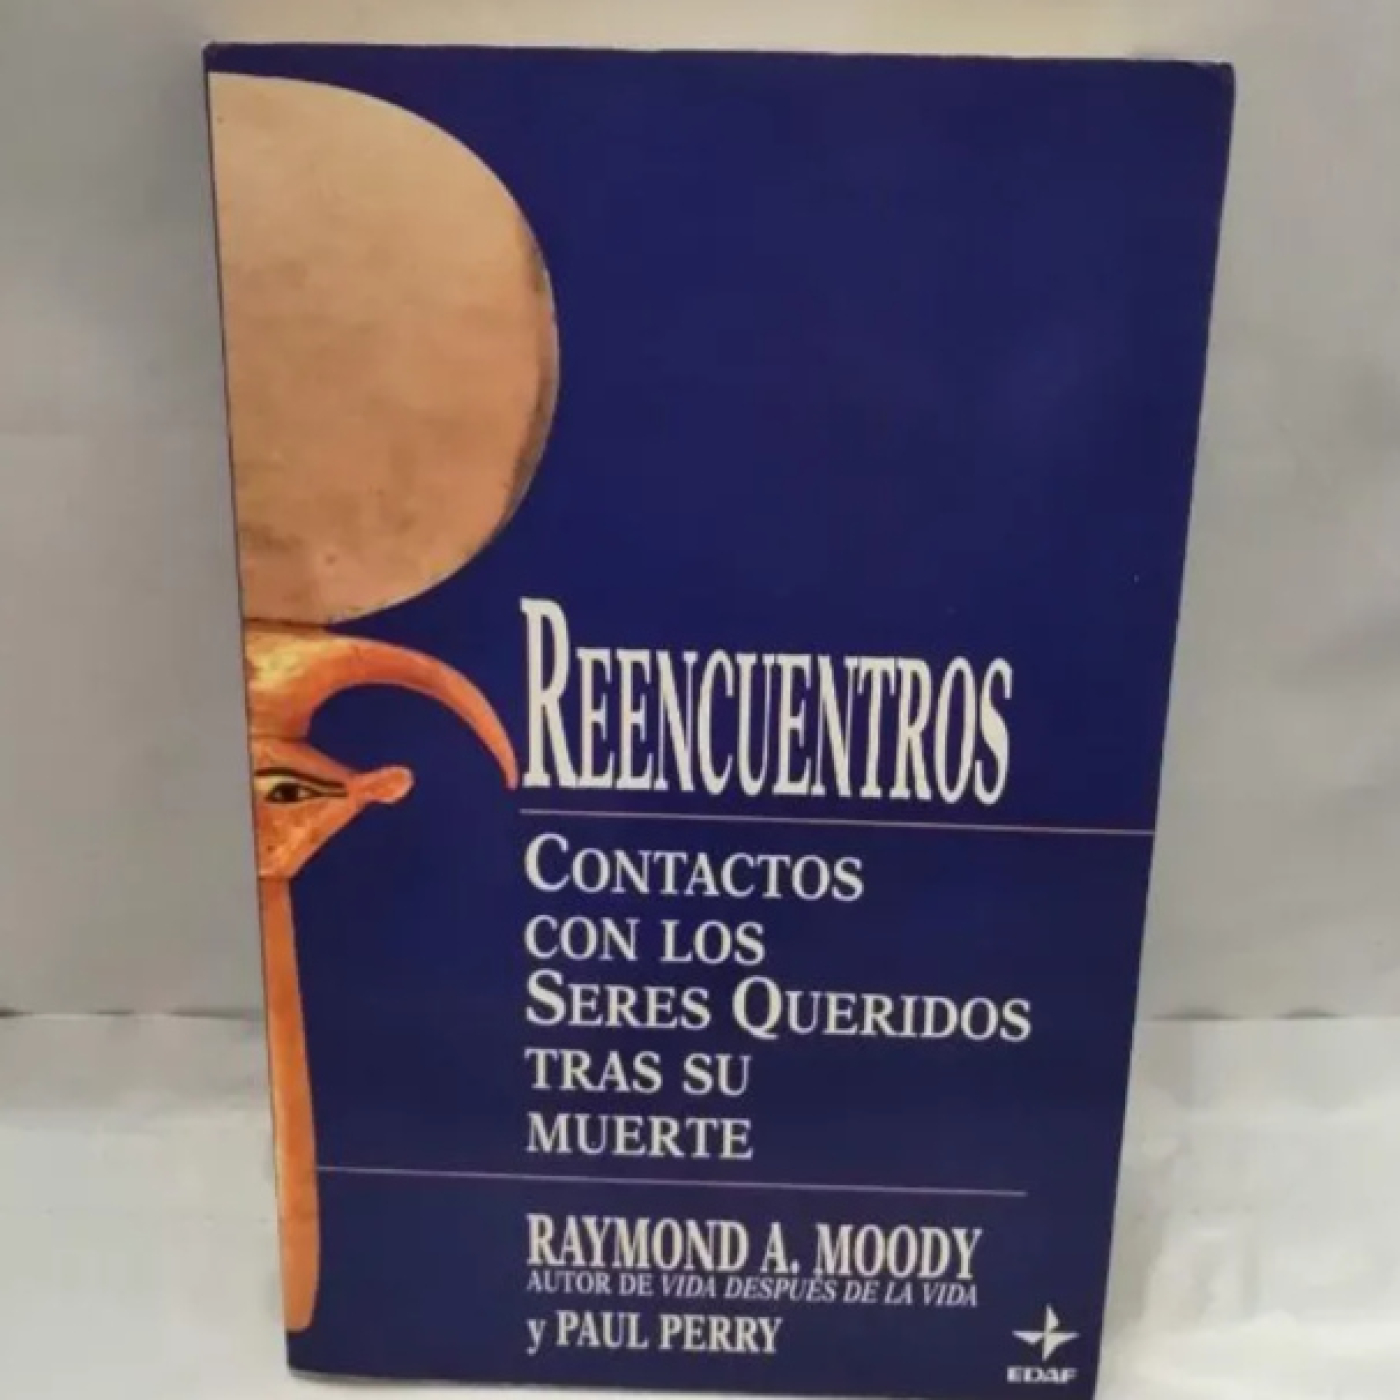 REENCUENTROS
CONTACTOS
CON LOS
SERES QUERIDOS
TRAS SU
MUERTE
RAYMOND A. MOODY
AUTOR DE VIDA DESPUÉS DE LA VIDA
y PAUL PERRY
EDAF